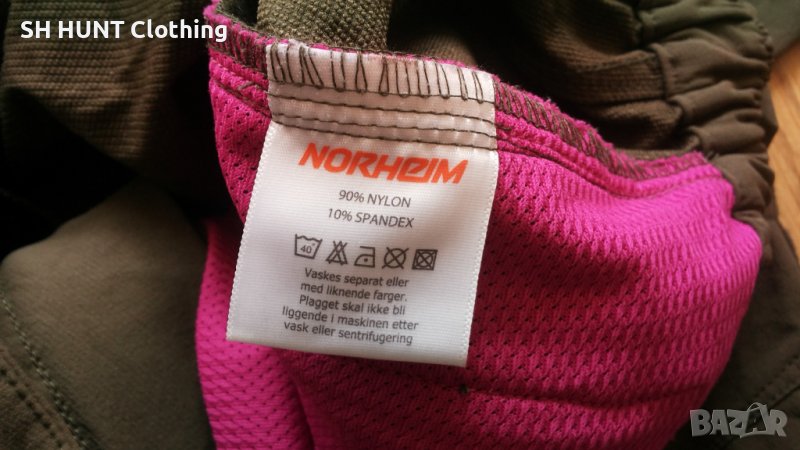 SH HUNT Clothing
NORHEIM
90% NYLON
10% SPANDEX
40°
Vaskes separat eller
med liknende farger.
Plagget skal ikke bli
liggende i maskinen etter
vask eller sentrifugering
BAZAR